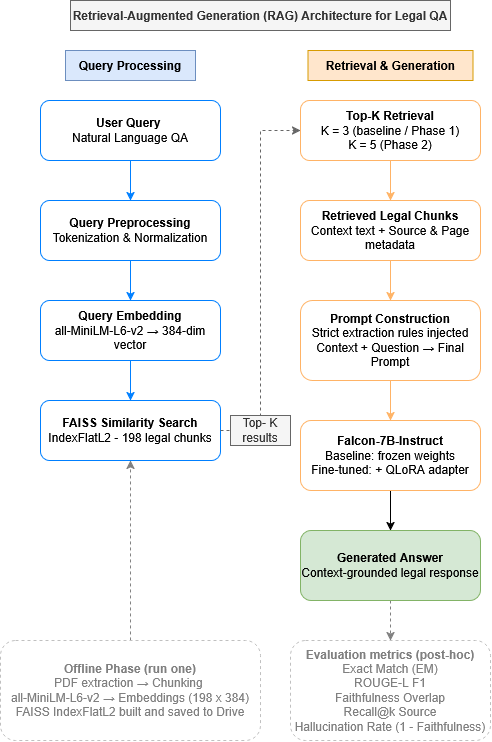 Retrieval-Augmented Generation (RAG) Architecture for Legal QA
Query Processing
User Query
Natural Language QA
Query Preprocessing
Tokenization & Normalization
Query Embedding
all-MiniLM-L6-v2 → 384-dim
vector
FAISS Similarity Search
IndexFlatL2 - 198 legal chunks
Top- K
results
Offline Phase (run one)
PDF extraction → Chunking
all-MiniLM-L6-v2 → Embeddings (198 x 384)
FAISS IndexFlatL2 built and saved to Drive
Retrieval & Generation
Top-K Retrieval
K = 3 (baseline / Phase 1)
K = 5 (Phase 2)
Retrieved Legal Chunks
Context text + Source & Page
metadata
Prompt Construction
Strict extraction rules injected
Context + Question → Final
Prompt
Falcon-7B-Instruct
Baseline: frozen weights
Fine-tuned: + QLoRA adapter
Generated Answer
Context-grounded legal response
Evaluation metrics (post-hoc)
Exact Match (EM)
ROUGE-L F1
Faithfulness Overlap
Recall@k Source
Hallucination Rate (1 - Faithfulness)